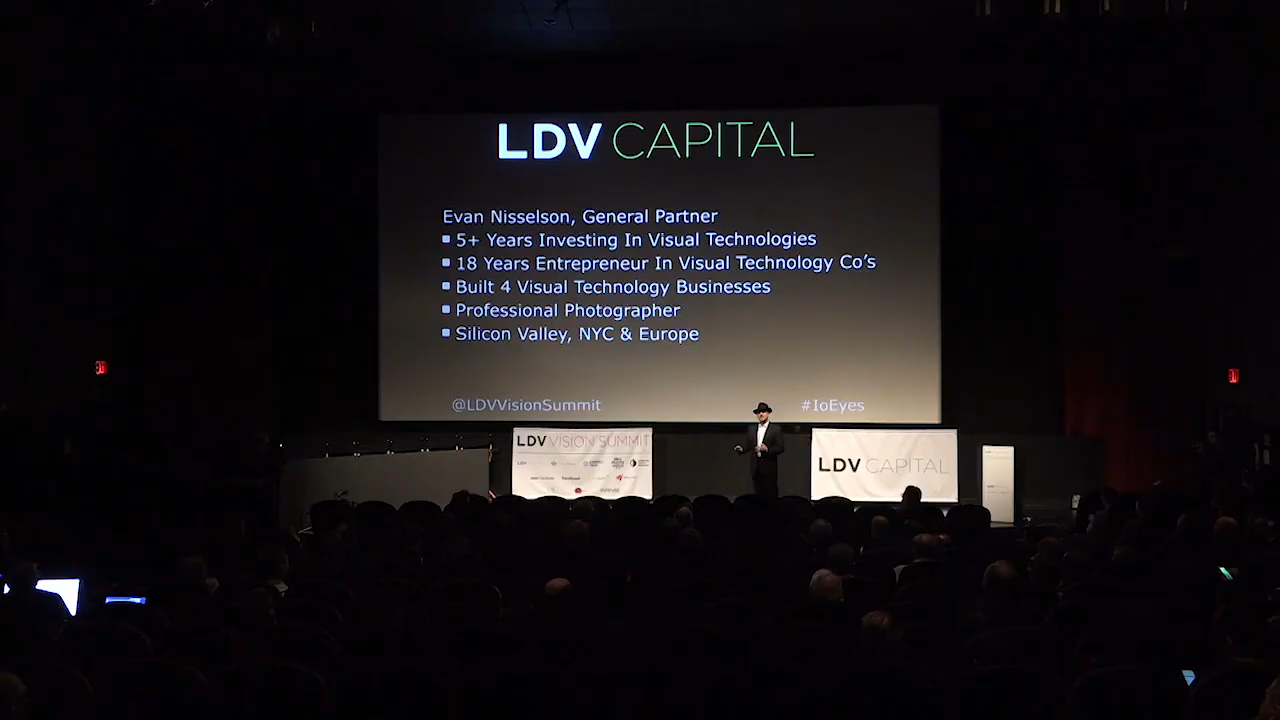 LDV CAPITAL
Evan Nisselson, General Partner
5+ Years Investing In Visual Technologies
18 Years Entrepreneur In Visual Technology Co's
Built 4 Visual Technology Businesses
Professional Photographer
Silicon Valley, NYC & Europe
@LDVVisionSummit
#IoEyes
LDV VISION SUMMIT
LDV CAPITAL